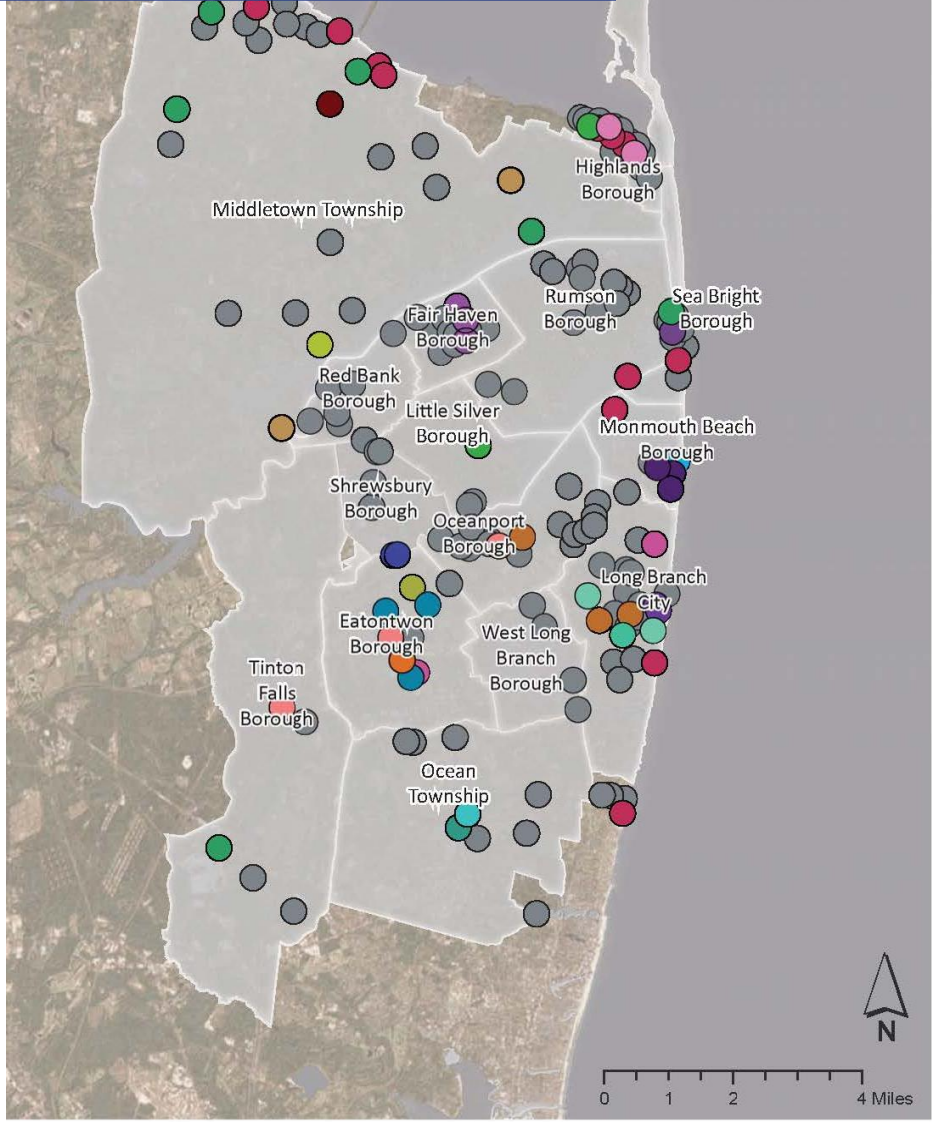 Highlands
Borough
Middletown Township
Sea Bright
Borough
Rumson
Borough
Fair Haven
Borough
Red Bank
Borough
Little Silver
Borough
Monmouth Beach
Borough
Shrewsbury
Borough
Oceanport
Borough
Long Branch
City
Eatontwon
Borough
West Long
Branch
Borough
Tinton
Falls
Borough
Ocean
Township
N
0 1 2 4 Miles